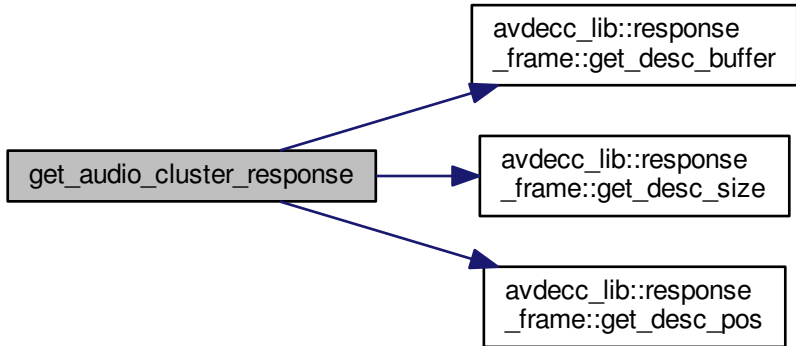 avdecc_lib::response
_frame::get_desc_buffer
get_audio_cluster_response
avdecc_lib::response
_frame::get_desc_size
avdecc_lib::response
_frame::get_desc_pos